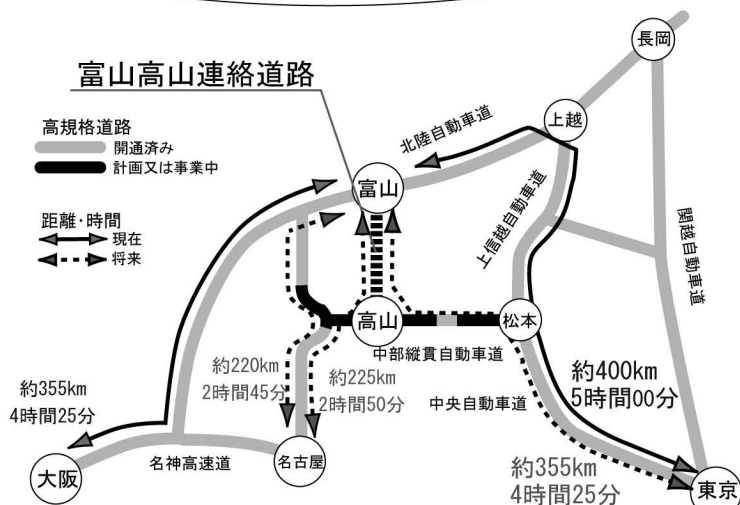 富山高山連絡道路
高規格道路
開通済み
計画又は事業中
距離・時間
現在
将来
長岡
上越
北陸自動車道
富山
上信越自動車道
関越自動車道
高山
松本
中部縦貫自動車道
約220km
2時間45分
約225km
2時間50分
中央自動車道
約400km
5時間00分
約355km
4時間25分
大阪
名神高速道
名古屋
約355km
4時間25分
東京